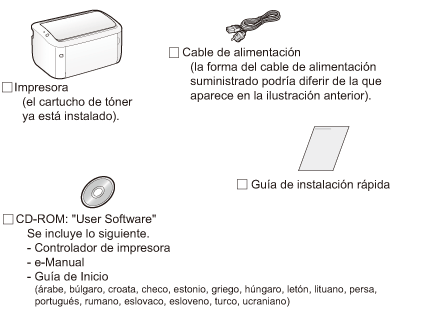 Impresora
(el cartucho de tóner
ya está instalado).
Cable de alimentación
(la forma del cable de alimentación
suministrado podría diferir de la que
aparece en la ilustración anterior).
Guía de instalación rápida
CD-ROM: "User Software"
Se incluye lo siguiente.
- Controlador de impresora
- e-Manual
- Guía de Inicio
(árabe, búlgaro, croata, checo, estonio, griego, húngaro, letón, lituano, persa,
portugués, rumano, eslovaco, esloveno, turco, ucraniano)